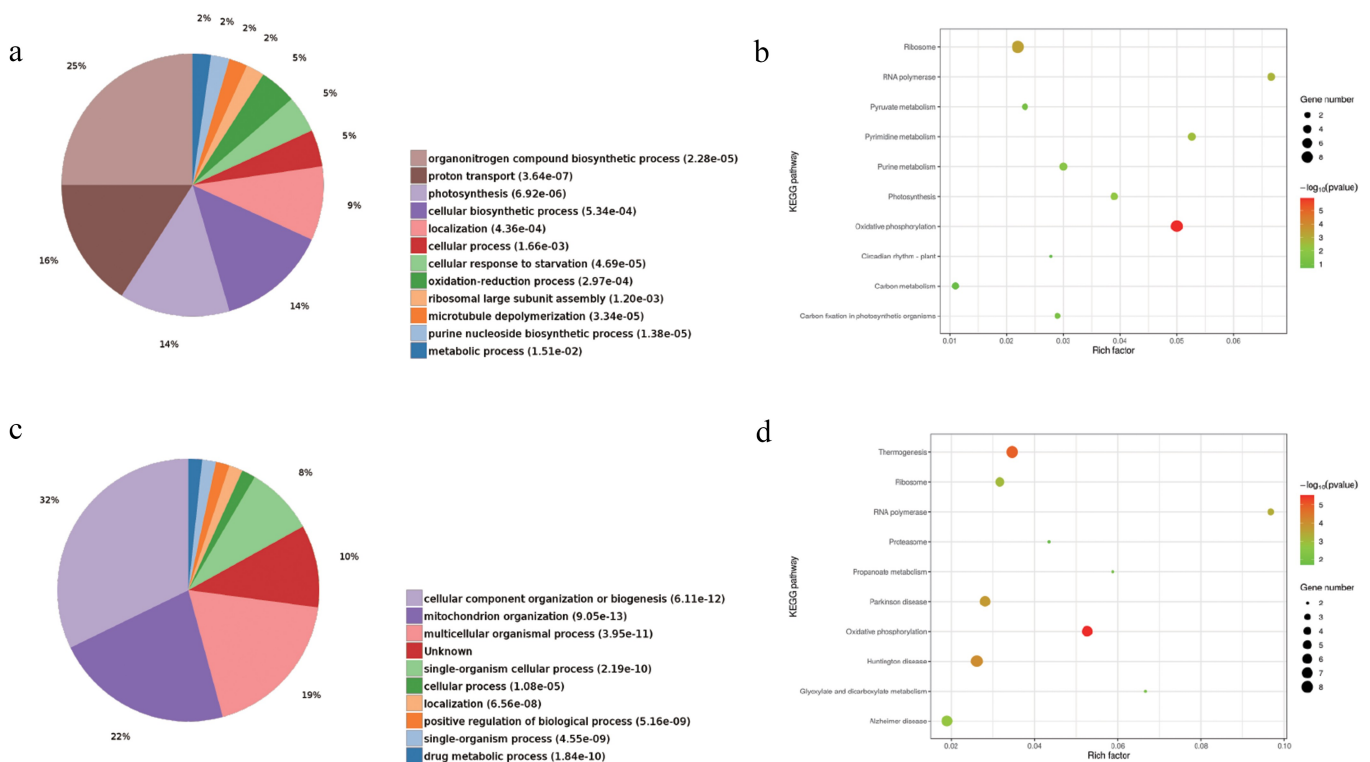 a
2%
2%
2%
2%
5%
5%
5%
9%
14%
14%
16%
25%
organonitrogen compound biosynthetic process (2.28e-05)
proton transport (3.64e-07)
photosynthesis (6.92e-06)
cellular biosynthetic process (5.34e-04)
localization (4.36e-04)
cellular process (1.66e-03)
cellular response to starvation (4.69e-05)
oxidation-reduction process (2.97e-04)
ribosomal large subunit assembly (1.20e-03)
microtubule depolymerization (3.34e-05)
purine nucleoside biosynthetic process (1.38e-05)
metabolic process (1.51e-02)
b
KEGG pathway
Ribosome
RNA polymerase
Pyruvate metabolism
Pyrimidine metabolism
Purine metabolism
Photosynthesis
Oxidative phosphorylation
Circadian rhythm - plant
Carbon metabolism
Carbon fixation in photosynthetic organisms
0.01 0.02 0.03 0.04 0.05 0.06
Rich factor
Gene number
2
4
6
8
−log10(pvalue)
5
4
3
2
1
c
8%
10%
19%
22%
32%
cellular component organization or biogenesis (6.11e-12)
mitochondrion organization (9.05e-13)
multicellular organismal process (3.95e-11)
Unknown
single-organism cellular process (2.19e-10)
cellular process (1.08e-05)
localization (6.56e-08)
positive regulation of biological process (5.16e-09)
single-organism process (4.55e-09)
drug metabolic process (1.84e-10)
d
KEGG pathway
Thermogenesis
Ribosome
RNA polymerase
Proteasome
Propanoate metabolism
Parkinson disease
Oxidative phosphorylation
Huntington disease
Glyoxylate and dicarboxylate metabolism
Alzheimer disease
0.02 0.04 0.06 0.08 0.10
Rich factor
−log10(pvalue)
5
4
3
2
Gene number
2
3
4
5
6
7
8